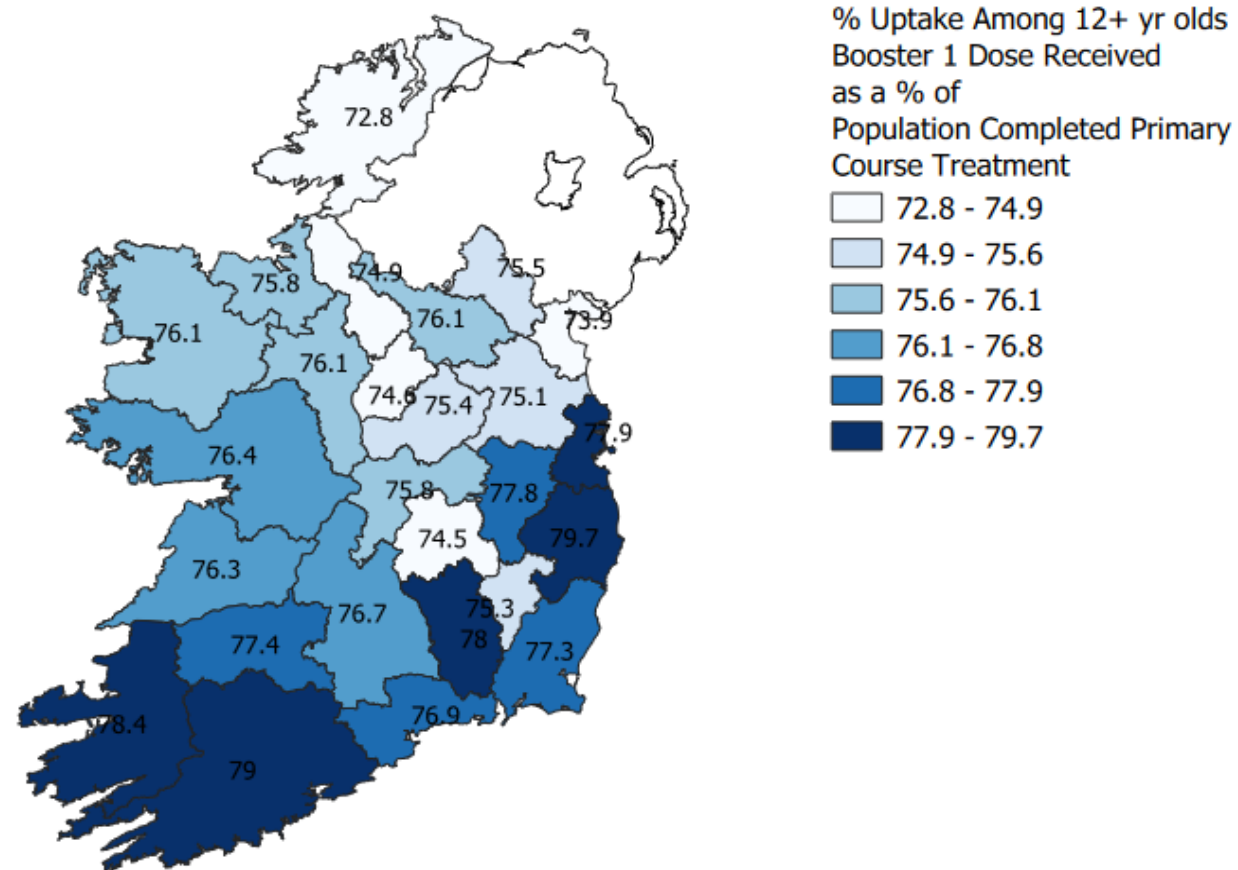 % Uptake Among 12+ yr olds
Booster 1 Dose Received
as a % of
Population Completed Primary
Course Treatment
72.8 - 74.9
74.9 - 75.6
75.6 - 76.1
76.1 - 76.8
76.8 - 77.9
77.9 - 79.7
72.8
74.9
75.5
75.8
76.1
73.9
76.1
76.1
74.6
75.4
75.1
77.9
76.4
75.8
77.8
74.5
79.7
76.3
76.7
75.3
77.4
78
77.3
76.9
78.4
79